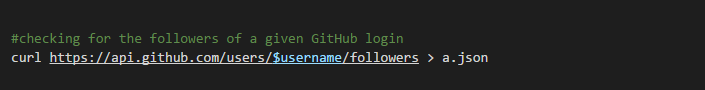 #checking for the followers of a given GitHub login
curl https://api.github.com/users/$username/followers > a.json